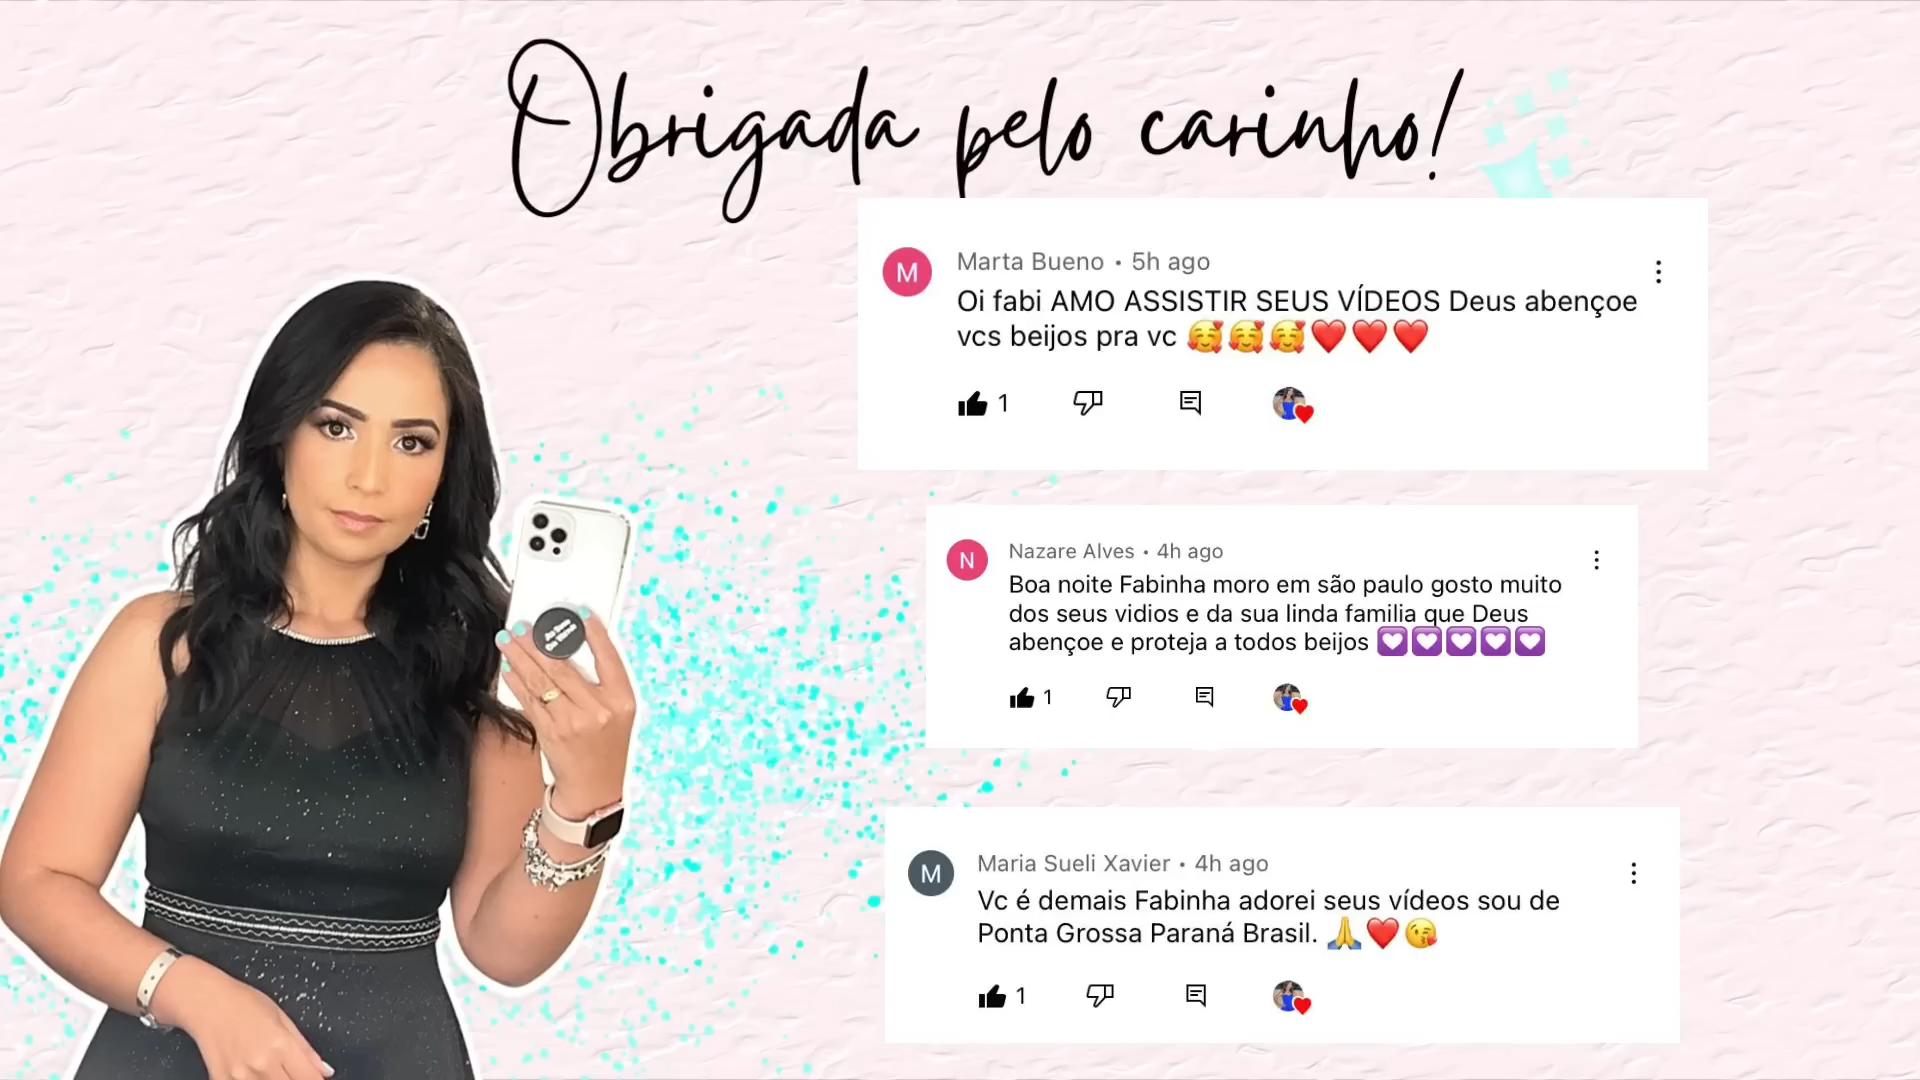 Obrigada pelo carinho!
M
Marta Bueno • 5h ago
Oi fabi AMO ASSISTIR SEUS VÍDEOS Deus abençoe
vcs beijos pra vc 🥰🥰🥰❤️❤️❤️
1
N
Nazare Alves • 4h ago
Boa noite Fabinha moro em são paulo gosto muito
dos seus vidios e da sua linda familia que Deus
abençoe e proteja a todos beijos 💟💟💟💟💟
1
M
Maria Sueli Xavier • 4h ago
Vc é demais Fabinha adorei seus vídeos sou de
Ponta Grossa Paraná Brasil. 🙏❤️😘
1